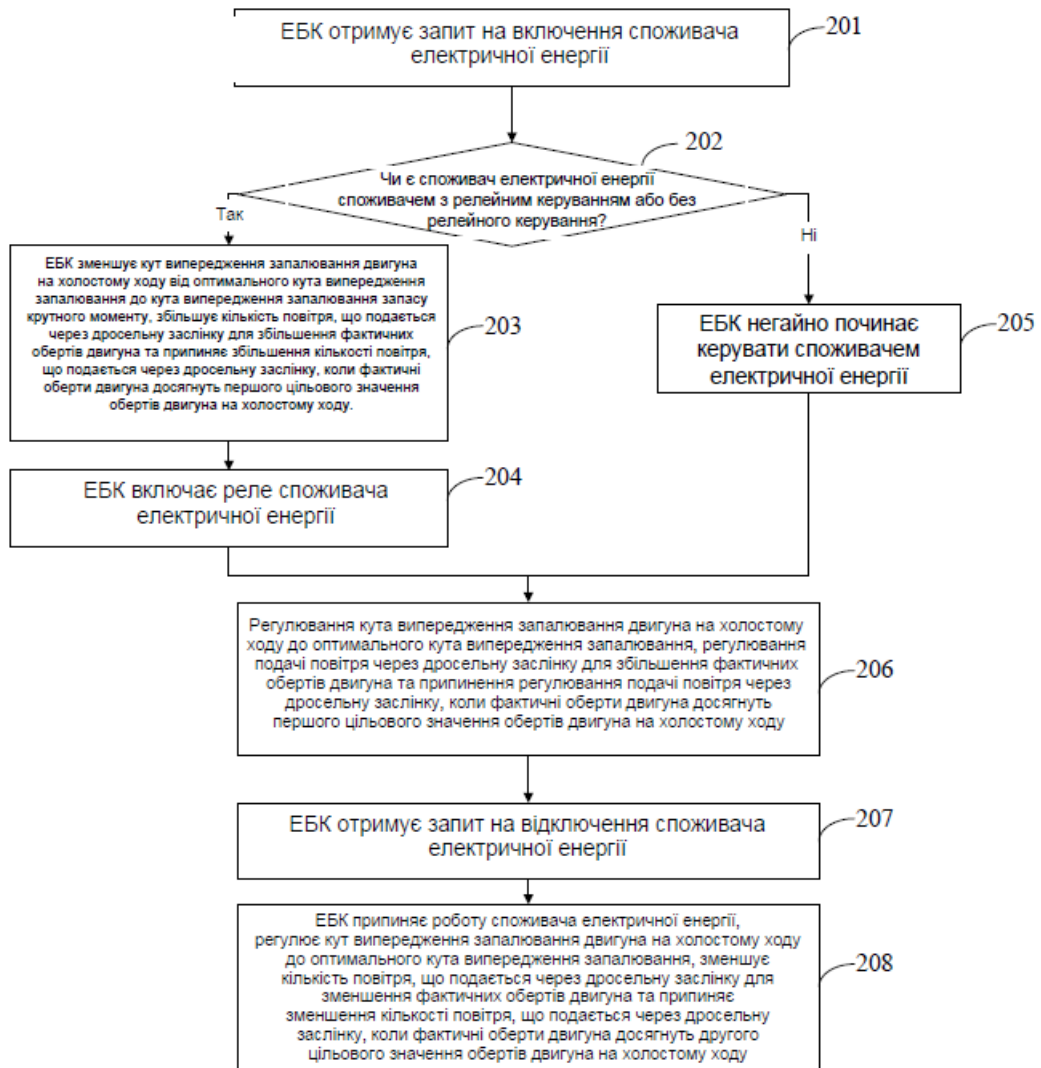 ЕБК отримує запит на включення споживача
електричної енергії
201
202
Чи є споживач електричної енергії
споживачем з релейним керуванням або без
релейного керування?
Так
Ні
ЕБК зменшує кут випередження запалювання двигуна
на холостому ходу від оптимального кута випередження
запалювання до кута випередження запалювання запасу
крутного моменту, збільшує кількість повітря, що подається
через дросельну заслінку для збільшення фактичних
обертів двигуна та припиняє збільшення кількості повітря,
що подається через дросельну заслінку, коли фактичні
оберти двигуна досягнуть першого цільового значення
обертів двигуна на холостому ходу.
203
ЕБК негайно починає
керувати споживачем
електричної енергії
205
ЕБК включає реле споживача
електричної енергії
204
Регулювання кута випередження запалювання двигуна на холостому
ходу до оптимального кута випередження запалювання, регулювання
подачі повітря через дросельну заслінку для збільшення фактичних
обертів двигуна та припинення регулювання подачі повітря через
дросельну заслінку, коли фактичні оберти двигуна досягнуть
першого цільового значення обертів двигуна на холостому ходу
206
ЕБК отримує запит на відключення споживача
електричної енергії
207
ЕБК припиняє роботу споживача електричної енергії,
регулює кут випередження запалювання двигуна на холостому ходу
до оптимального кута випередження запалювання, зменшує
кількість повітря, що подається через дросельну заслінку для
зменшення фактичних обертів двигуна та припиняє
зменшення кількості повітря, що подається через дросельну
заслінку, коли фактичні оберти двигуна досягнуть другого
цільового значення обертів двигуна на холостому ходу
208